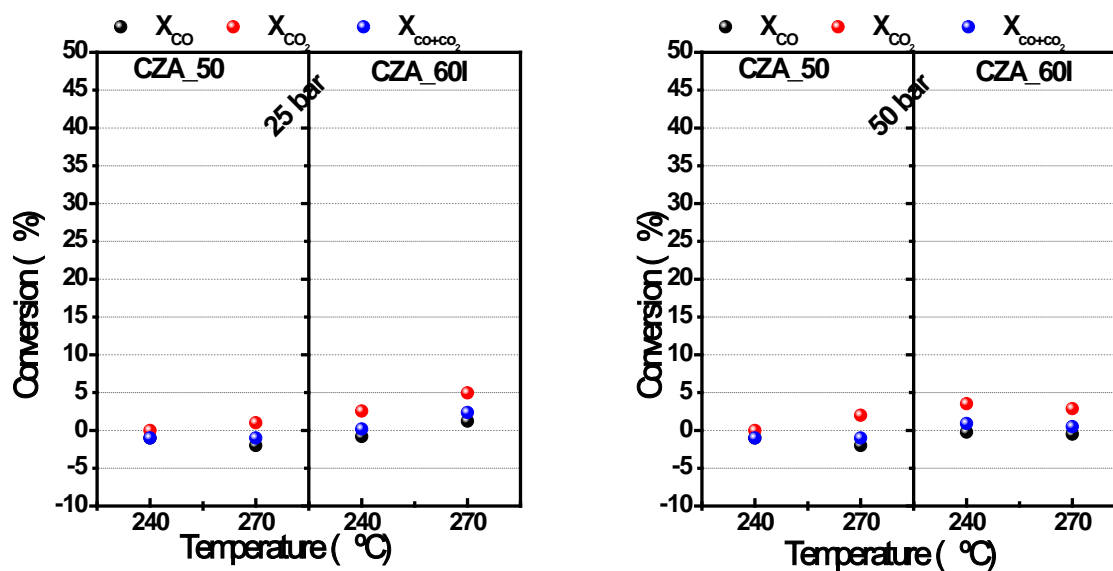 X_CO X_CO₂ X_co+co₂
50
45
40
35
30
25
20
15
10
5
0
-5
-10
Conversion ( %)
CZA_50
CZA_60I
25 bar
240 270 240 270
Temperature ( ºC)
X_CO X_CO₂ X_co+co₂
50
45
40
35
30
25
20
15
10
5
0
-5
-10
Conversion ( %)
CZA_50
CZA_60I
50 bar
240 270 240 270
Temperature ( ºC)